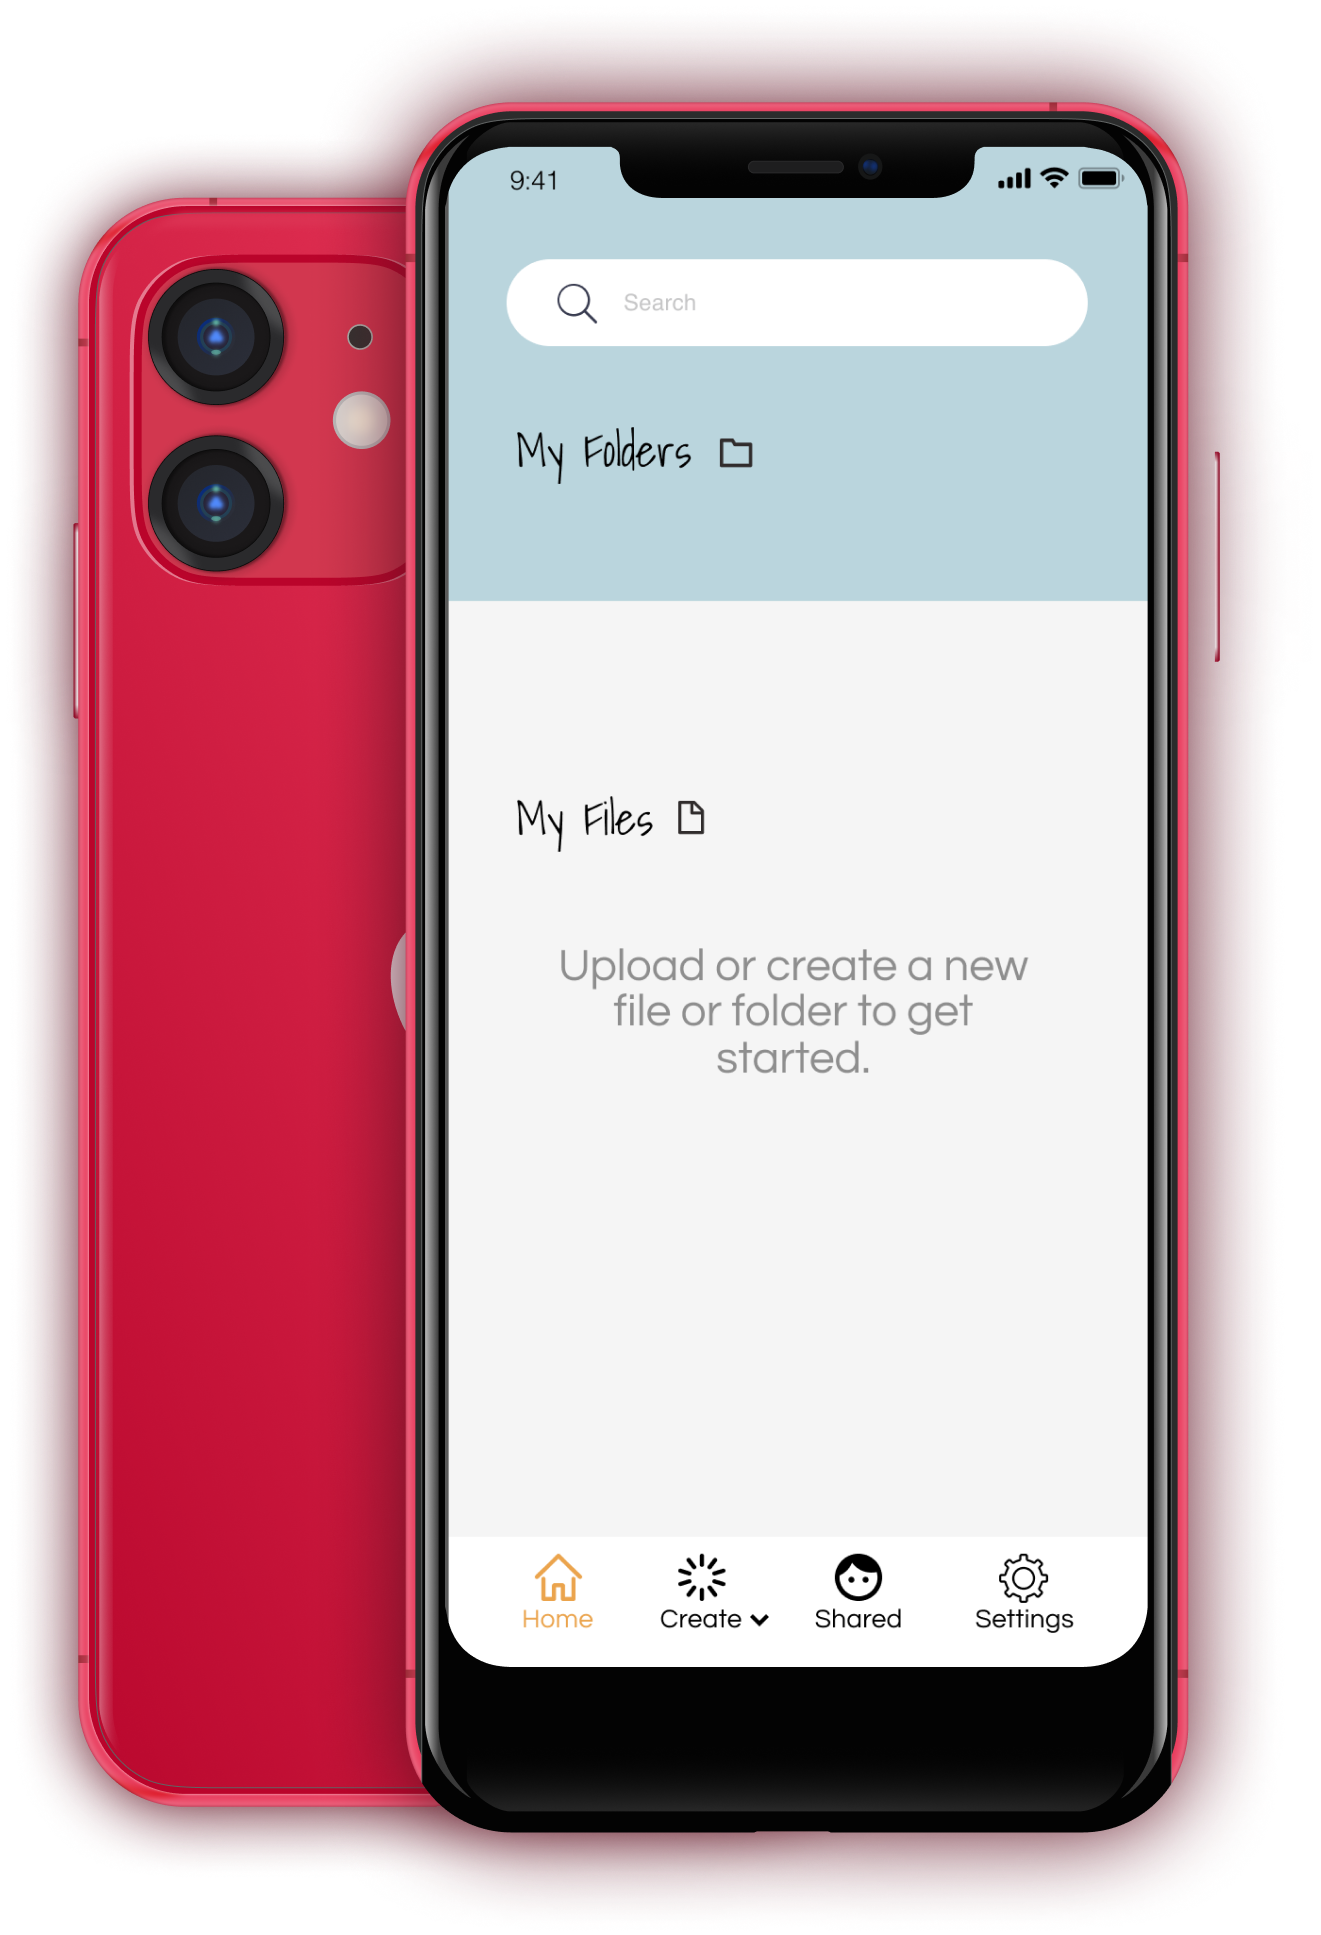 9:41
Search
My Folders
My Files
Upload or create a new
file or folder to get
started.
Home
Create
Shared
Settings